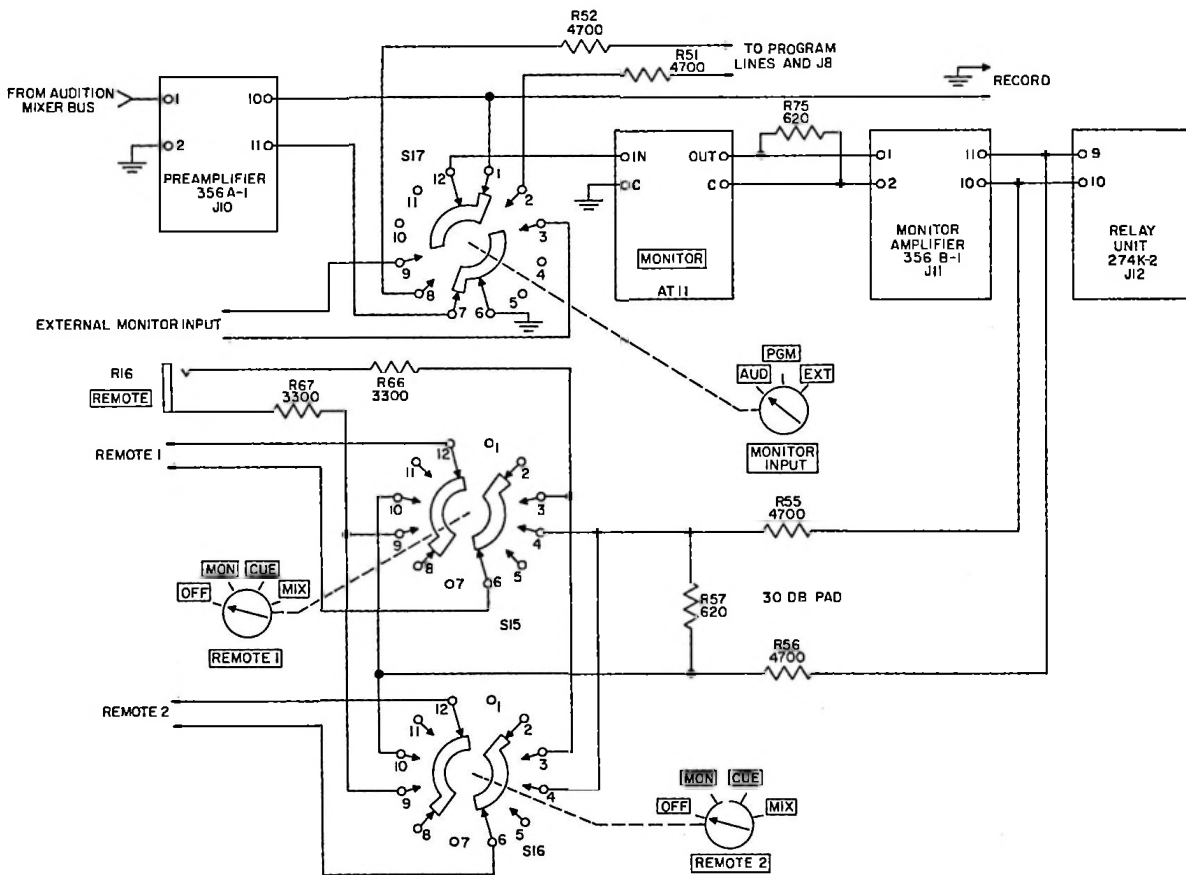 R52
4700
R51
4700
TO PROGRAM
LINES AND J8
FROM AUDITION
MIXER BUS
1
10
2
11
PREAMPLIFIER
356A-1
J10
RECORD
R75
620
S17
12
1
11
2
10
3
9
4
8
5
7
6
IN
OUT
C
C
MONITOR
AT11
1
11
2
10
MONITOR
AMPLIFIER
356 B-1
J11
9
10
RELAY
UNIT
274K-2
J12
EXTERNAL MONITOR INPUT
R16
REMOTE
R67
3300
R66
3300
PGM
AUD
EXT
MONITOR
INPUT
REMOTE 1
12
1
11
2
10
3
9
4
8
5
7
6
S15
R55
4700
R57
620
30 DB PAD
R56
4700
MON
CUE
OFF
MIX
REMOTE 1
REMOTE 2
12
1
11
2
10
3
9
4
8
5
7
6
S16
MON
CUE
OFF
MIX
REMOTE 2